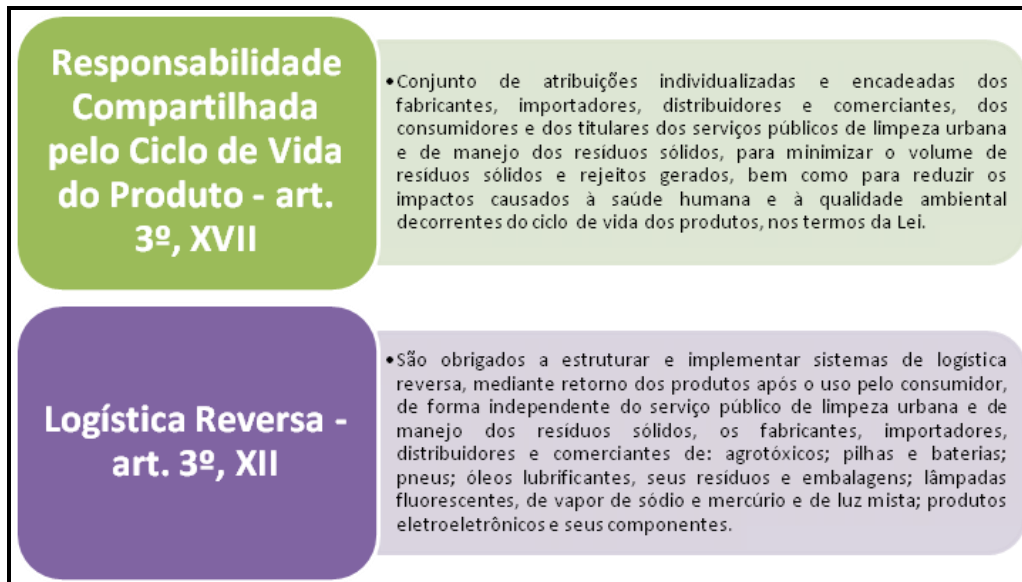 Responsabilidade
Compartilhada
pelo Ciclo de Vida
do Produto - art.
3º, XVII
•Conjunto de atribuições individualizadas e encadeadas dos
fabricantes, importadores, distribuidores e comerciantes, dos
consumidores e dos titulares dos serviços públicos de limpeza urbana
e de manejo dos resíduos sólidos, para minimizar o volume de
resíduos sólidos e rejeitos gerados, bem como para reduzir os
impactos causados à saúde humana e à qualidade ambiental
decorrentes do ciclo de vida dos produtos, nos termos da Lei.
Logística Reversa -
art. 3º, XII
•São obrigados a estruturar e implementar sistemas de logística
reversa, mediante retorno dos produtos após o uso pelo consumidor,
de forma independente do serviço público de limpeza urbana e de
manejo dos resíduos sólidos, os fabricantes, importadores,
distribuidores e comerciantes de: agrotóxicos; pilhas e baterias;
pneus; óleos lubrificantes, seus resíduos e embalagens; lâmpadas
fluorescentes, de vapor de sódio e mercúrio e de luz mista; produtos
eletroeletrônicos e seus componentes.